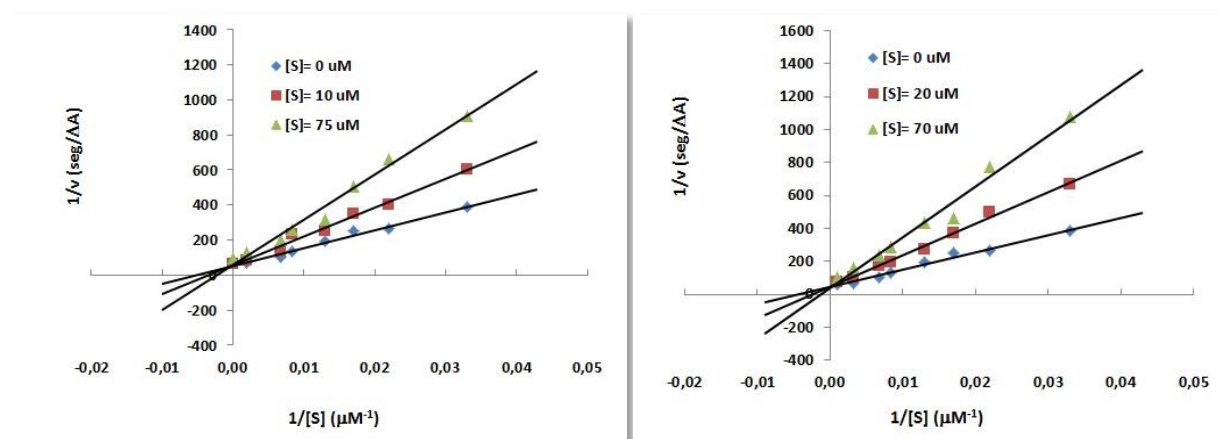 1400
1200
1000
800
600
400
200
0
-200
-400
1/v (seg/ΔA)
[S]= 0 uM
[S]= 10 uM
[S]= 75 uM
-0,02 -0,01 0,00 0,01 0,02 0,03 0,04 0,05
1/[S] (µM⁻¹)
1600
1400
1200
1000
800
600
400
200
0
-200
-400
1/v (seg/ΔA)
[S]= 0 uM
[S]= 20 uM
[S]= 70 uM
-0,02 -0,01 0,00 0,01 0,02 0,03 0,04 0,05
1/[S] (µM⁻¹)